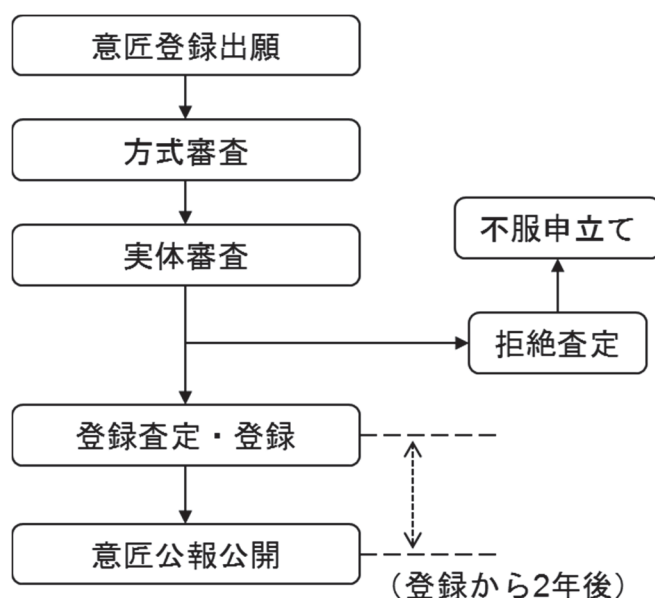 意匠登録出願
方式審査
実体審査
不服申立て
拒絶査定
登録査定・登録
意匠公報公開
（登録から2年後）